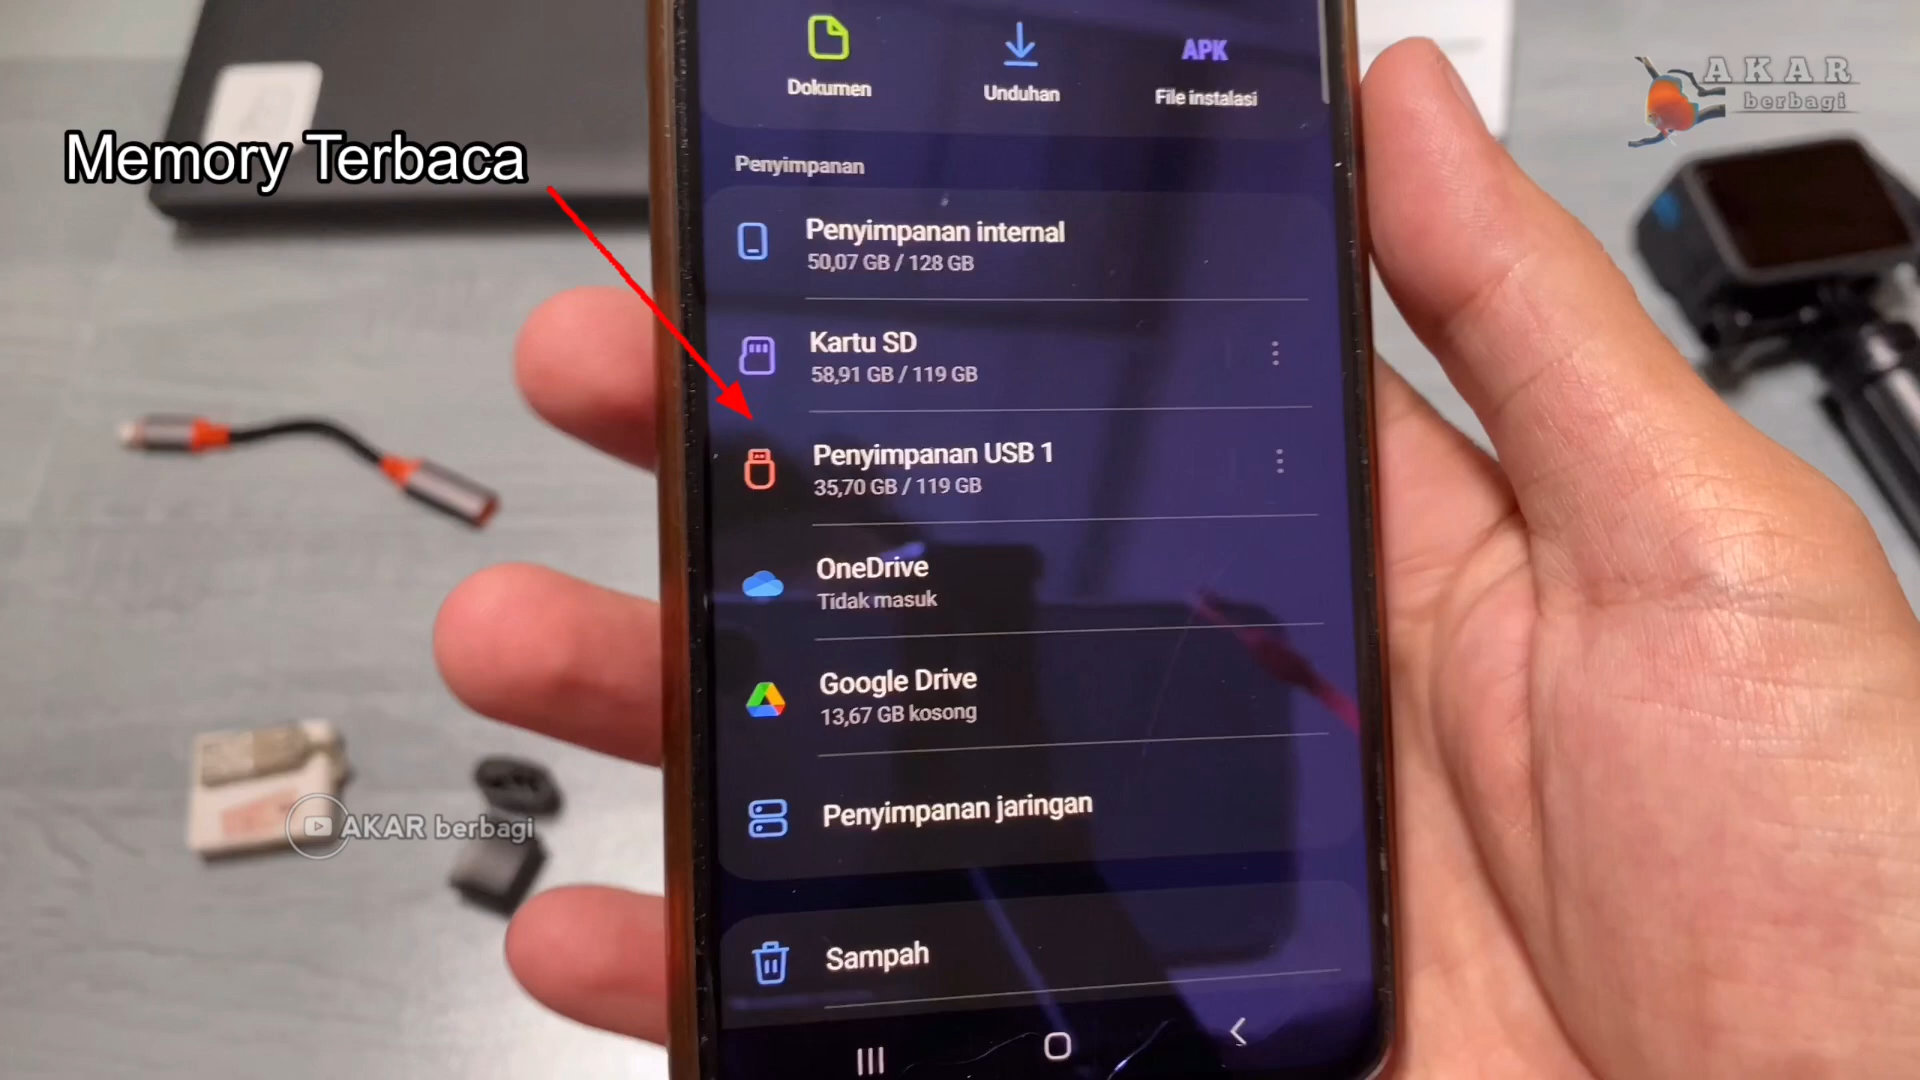 AKAR
berbagi
Memory Terbaca
Dokumen
Unduhan
APK
File instalasi
Penyimpanan
Penyimpanan internal
50,07 GB / 128 GB
Kartu SD
58,91 GB / 119 GB
Penyimpanan USB 1
35,70 GB / 119 GB
OneDrive
Tidak masuk
Google Drive
13,67 GB kosong
Penyimpanan jaringan
AKAR berbagi
Sampah